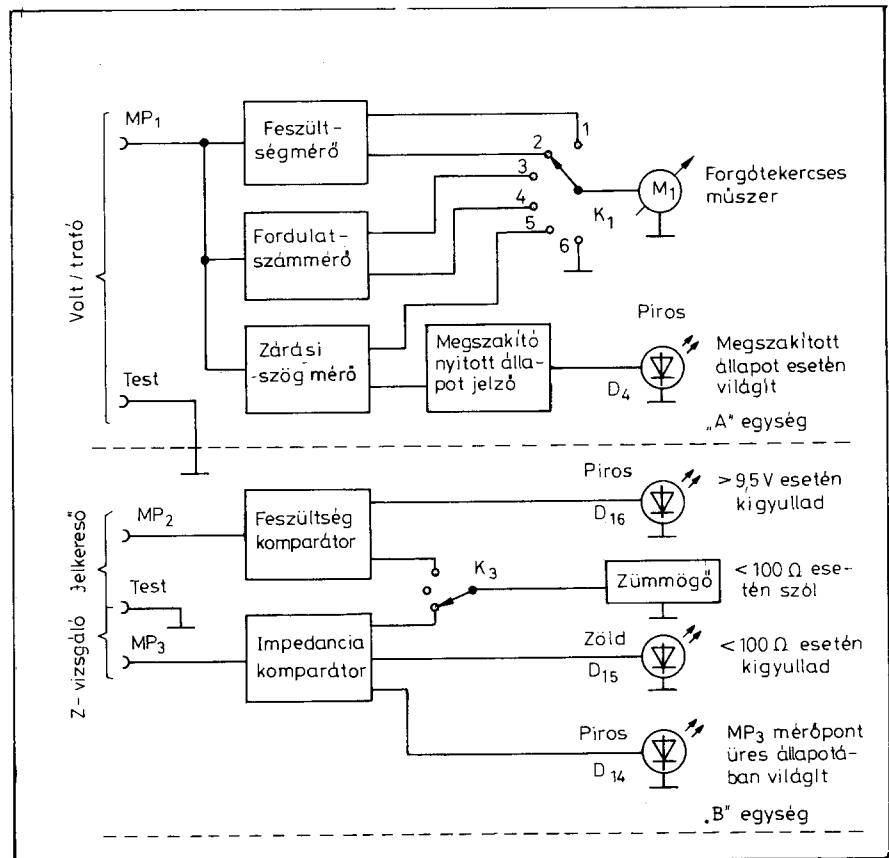 Volt / trafó
MP1
Feszült-
ségmérő
1
2
3
4
5
6
K1
M1
Forgótekercses
műszer
Fordulat-
számmérő
Zárási
-szög mérő
Megszakító
nyitott álla-
pot jelző
Piros
D4
Megszakított
állapot esetén
világít
Test
„A" egység
Z- vizsgáló Jelkereső
MP2
Feszültség
komparátor
Piros
D16
> 9,5 V esetén
kigyullad
K3
Zümmögő
< 100 Ω ese-
tén szól
Test
MP3
Impedancia
komparátor
Zöld
D15
< 100 Ω esetén
kigyullad
Piros
D14
MP3 mérőpont
üres állapotá-
ban világít
„B" egység